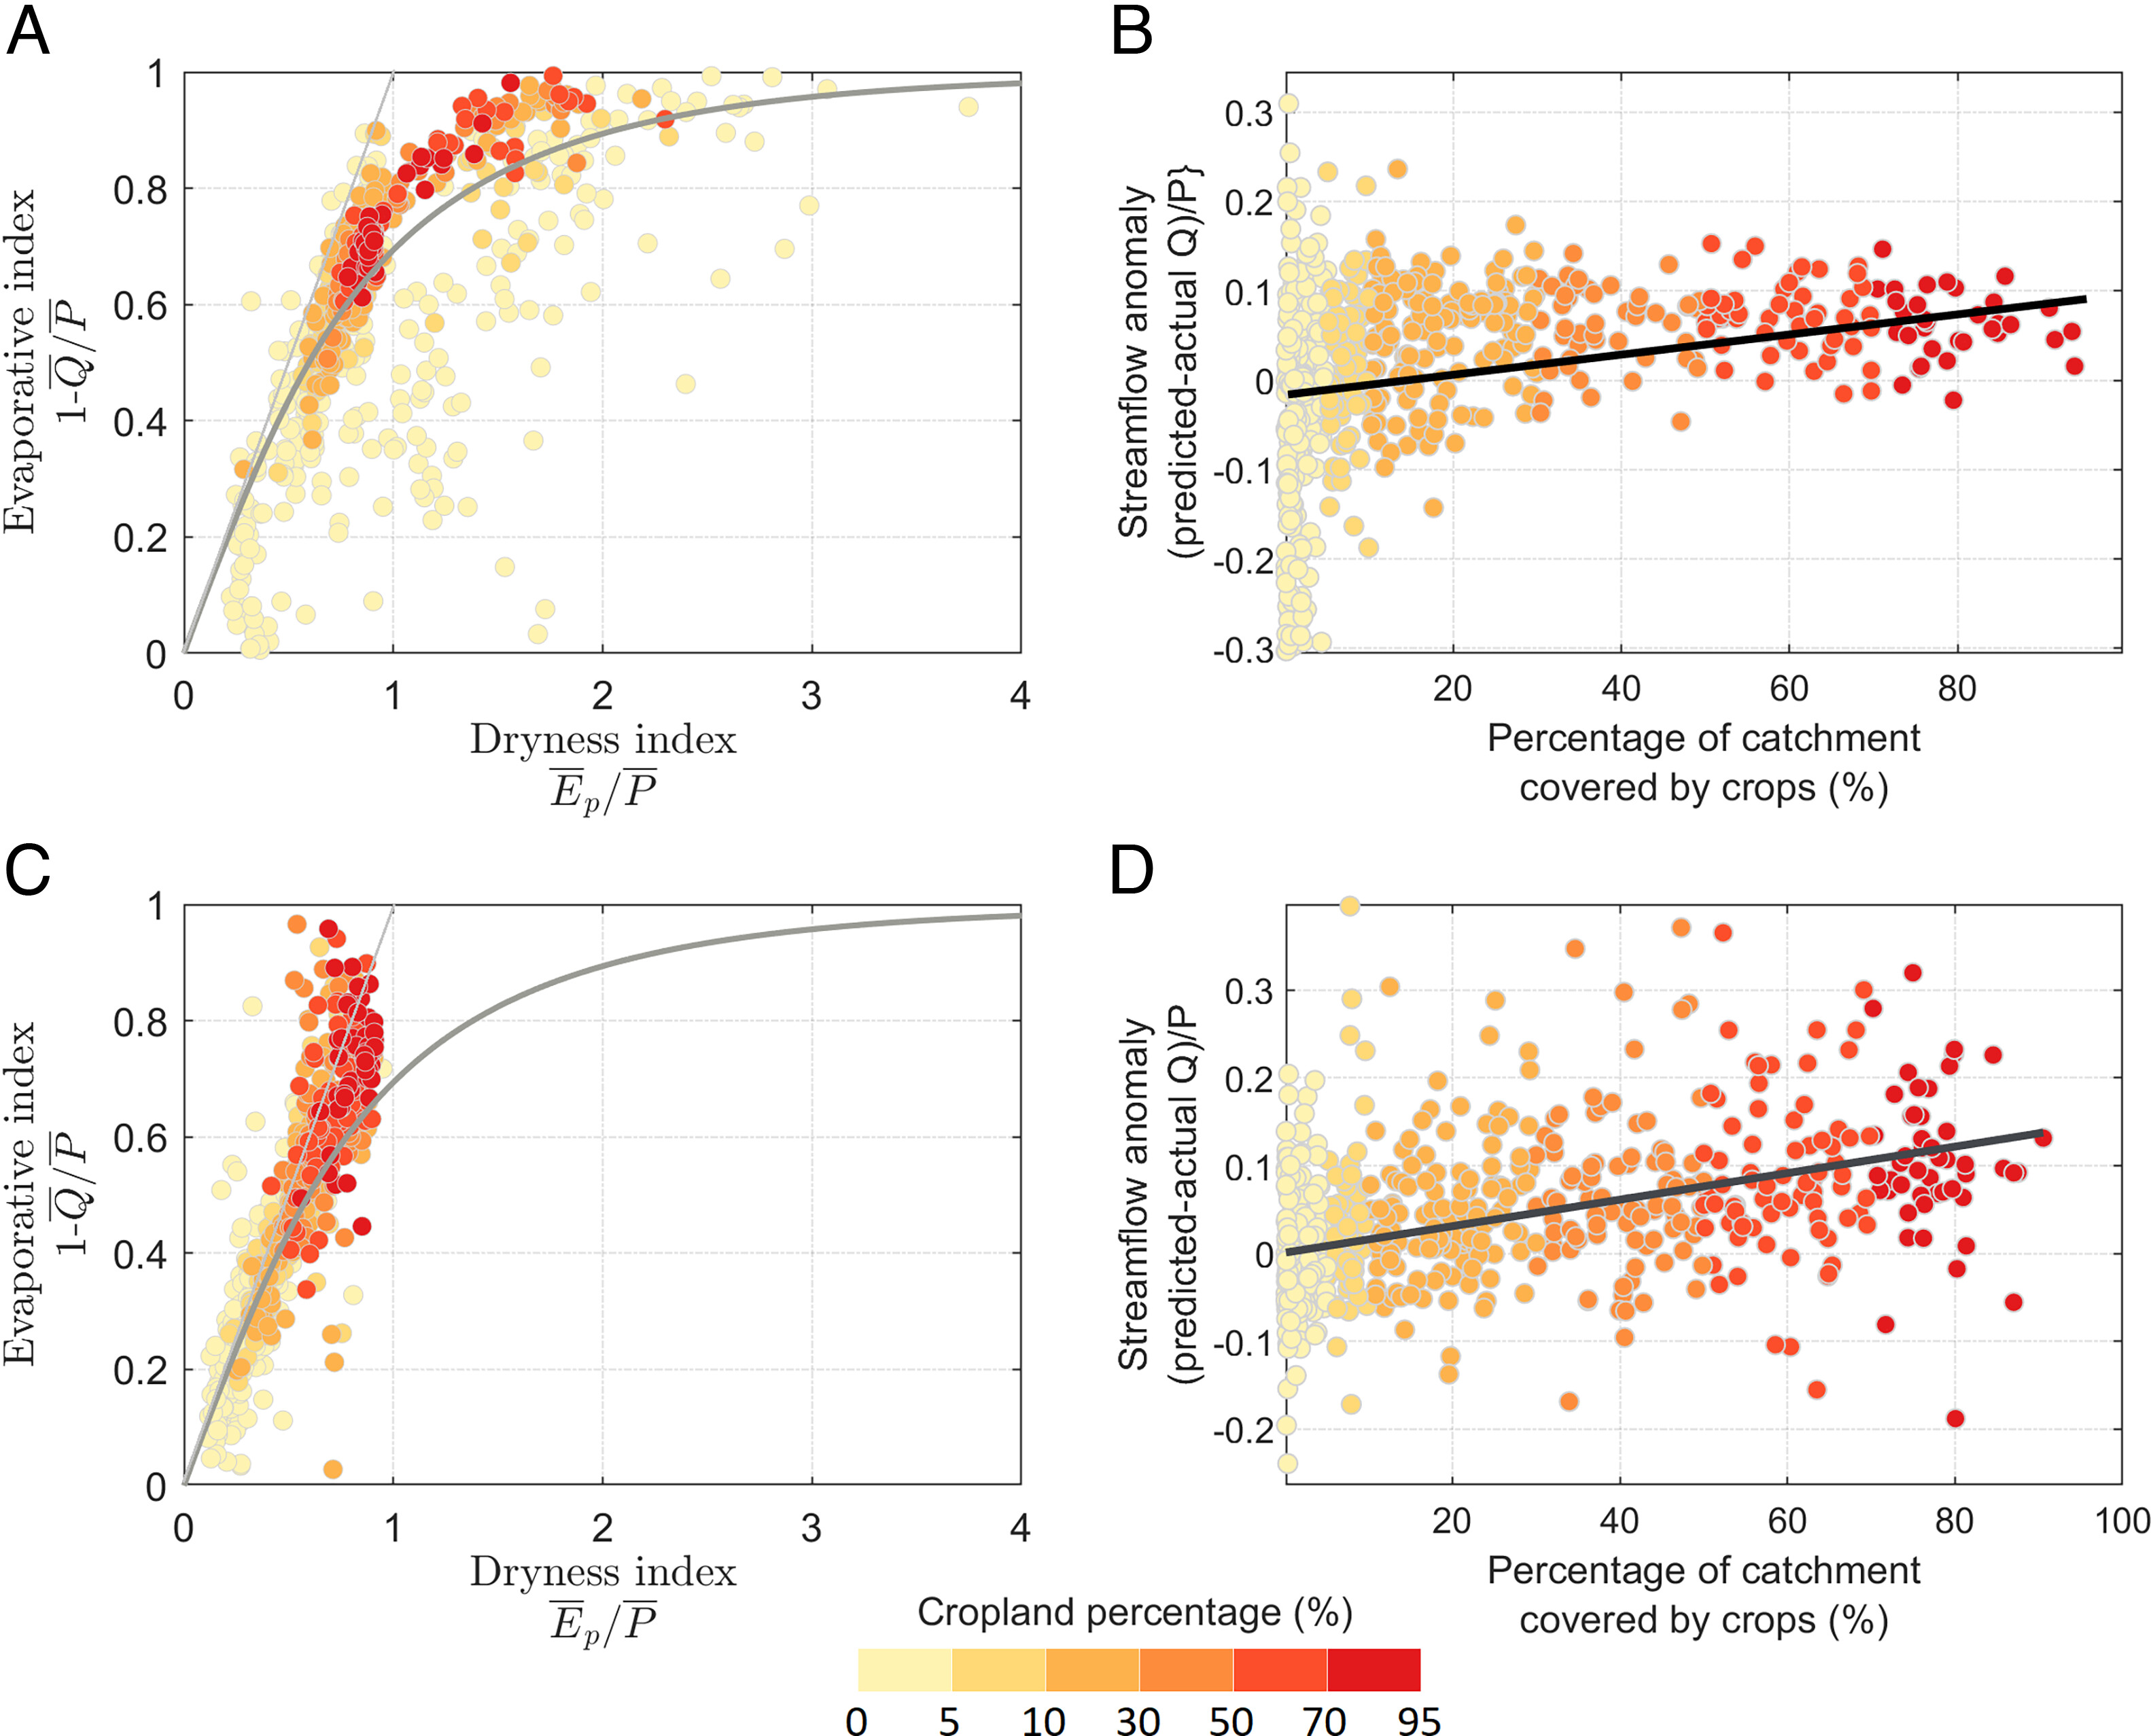 A
B
1
0.8
0.6
0.4
0.2
0
Evaporative index
1-Q/P
0
1
2
3
4
Dryness index
Ep/P
0.3
0.2
0.1
0
-0.1
-0.2
-0.3
Streamflow anomaly
(predicted-actual Q)/P}
20
40
60
80
Percentage of catchment
covered by crops (%)
C
D
1
0.8
0.6
0.4
0.2
0
Evaporative index
1-Q/P
0
1
2
3
4
Dryness index
Ep/P
0.3
0.2
0.1
0
-0.1
-0.2
Streamflow anomaly
(predicted-actual Q)/P
20
40
60
80
100
Percentage of catchment
covered by crops (%)
Cropland percentage (%)
0 5 10 30 50 70 95